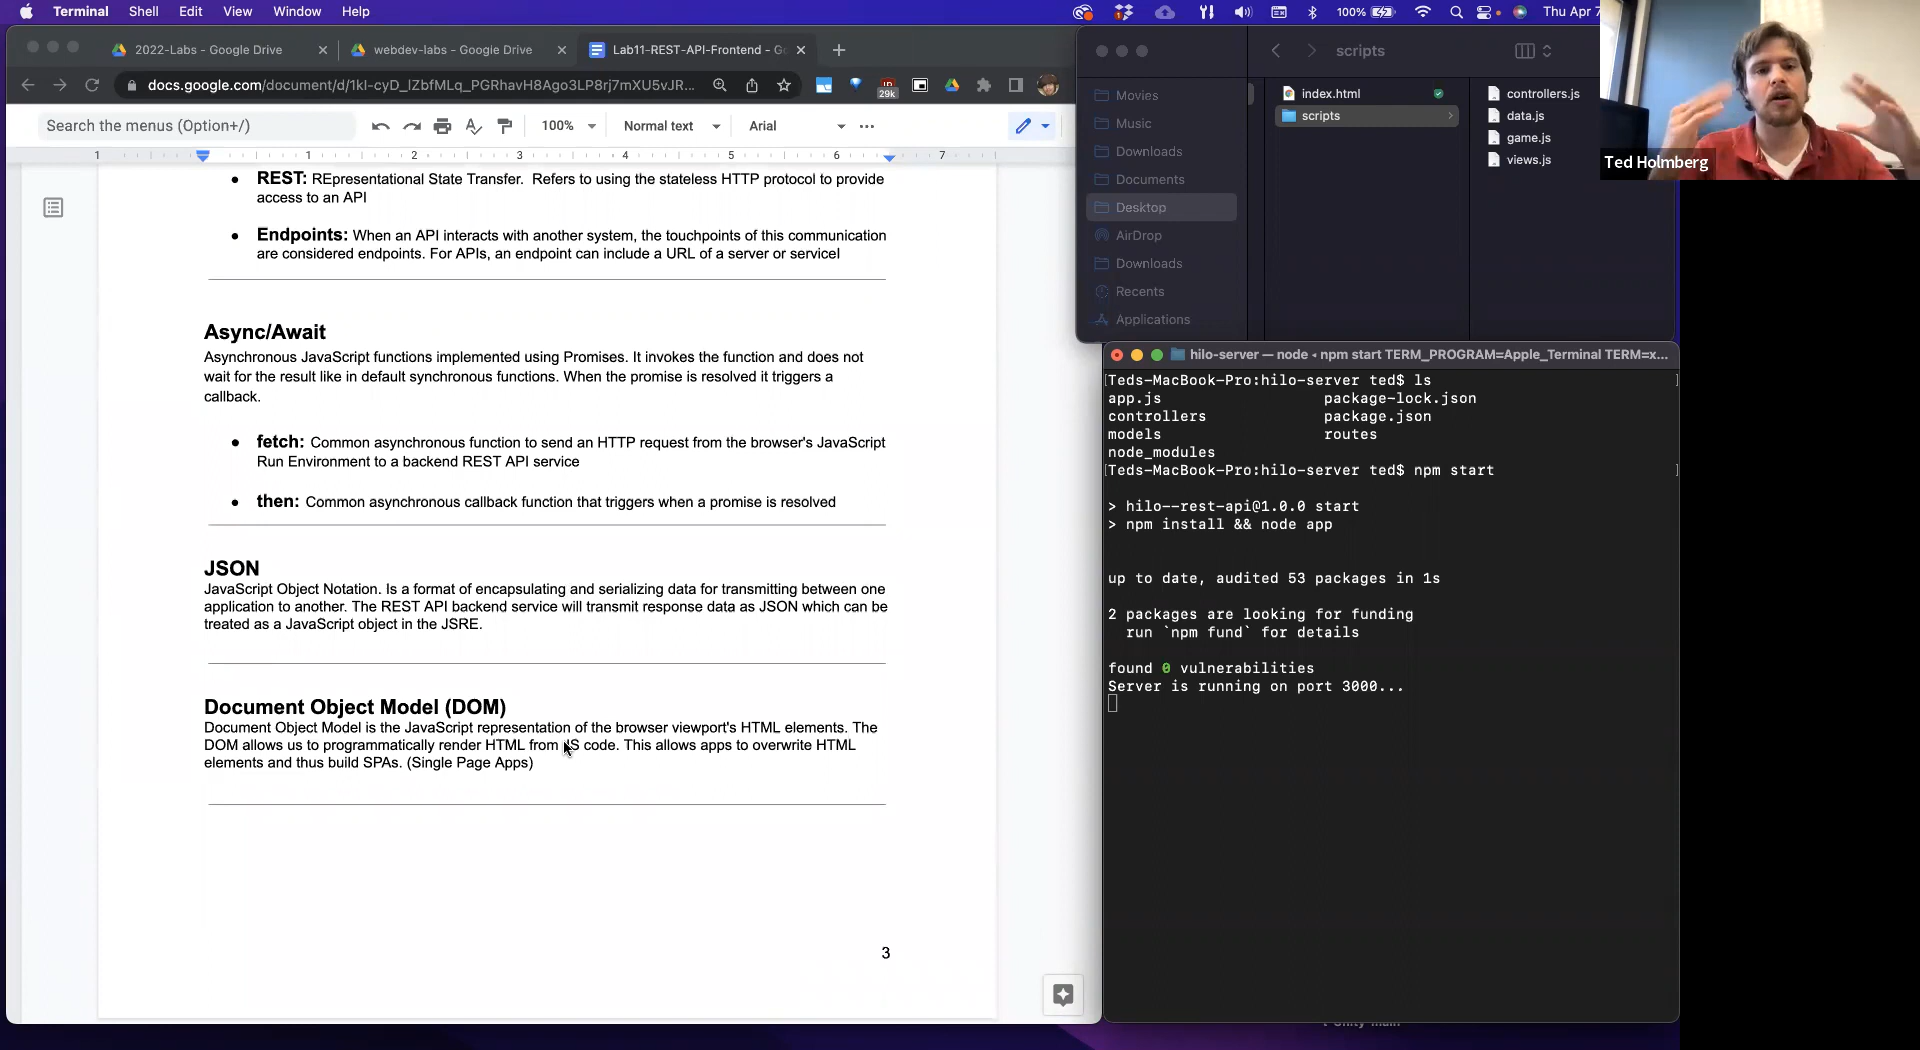 Terminal Shell Edit View Window Help 100% Thu Apr 7
2022-Labs - Google Drive
webdev-labs - Google Drive
Lab11-REST-API-Frontend - Go
docs.google.com/document/d/1kI-cyD_IZbfMLq_PGRhavH8Ago3LP8rj7mXU5vJR...
29k
Search the menus (Option+/)
100%
Normal text
Arial
1 1 2 3 4 5 6 7
REST: REpresentational State Transfer. Refers to using the stateless HTTP protocol to provide
access to an API
Endpoints: When an API interacts with another system, the touchpoints of this communication
are considered endpoints. For APIs, an endpoint can include a URL of a server or serviceI
Async/Await
Asynchronous JavaScript functions implemented using Promises. It invokes the function and does not
wait for the result like in default synchronous functions. When the promise is resolved it triggers a
callback.
fetch: Common asynchronous function to send an HTTP request from the browser's JavaScript
Run Environment to a backend REST API service
then: Common asynchronous callback function that triggers when a promise is resolved
JSON
JavaScript Object Notation. Is a format of encapsulating and serializing data for transmitting between one
application to another. The REST API backend service will transmit response data as JSON which can be
treated as a JavaScript object in the JSRE.
Document Object Model (DOM)
Document Object Model is the JavaScript representation of the browser viewport's HTML elements. The
DOM allows us to programmatically render HTML from JS code. This allows apps to overwrite HTML
elements and thus build SPAs. (Single Page Apps)
3
scripts
Movies
Music
Downloads
Documents
Desktop
AirDrop
Downloads
Recents
Applications
index.html
scripts
controllers.js
data.js
game.js
views.js
Ted Holmberg
hilo-server — node ◂ npm start TERM_PROGRAM=Apple_Terminal TERM=x...
[Teds-MacBook-Pro:hilo-server ted$ ls ]
app.js package-lock.json
controllers package.json
models routes
node_modules
[Teds-MacBook-Pro:hilo-server ted$ npm start ]
> hilo--rest-api@1.0.0 start
> npm install && node app
up to date, audited 53 packages in 1s
2 packages are looking for funding
run `npm fund` for details
found 0 vulnerabilities
Server is running on port 3000...